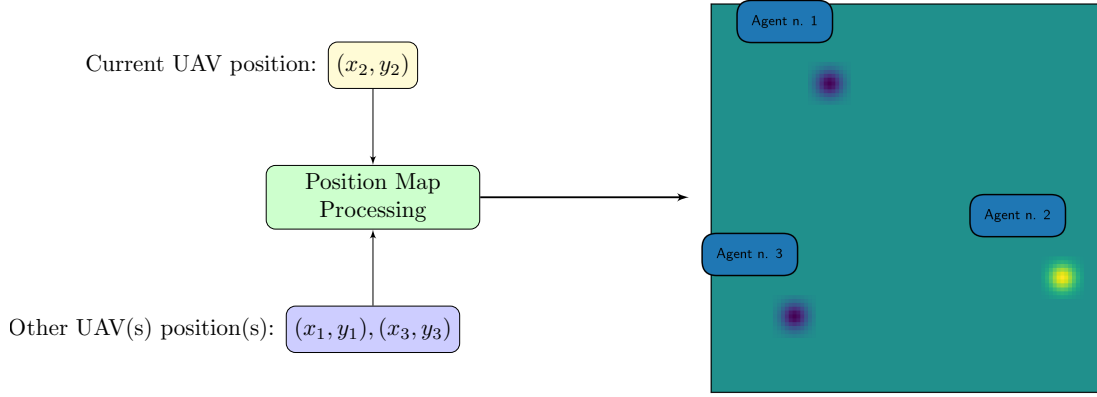 Current UAV position: (x₂, y₂)
Position Map
Processing
Other UAV(s) position(s): (x₁, y₁), (x₃, y₃)
Agent n. 1
Agent n. 2
Agent n. 3